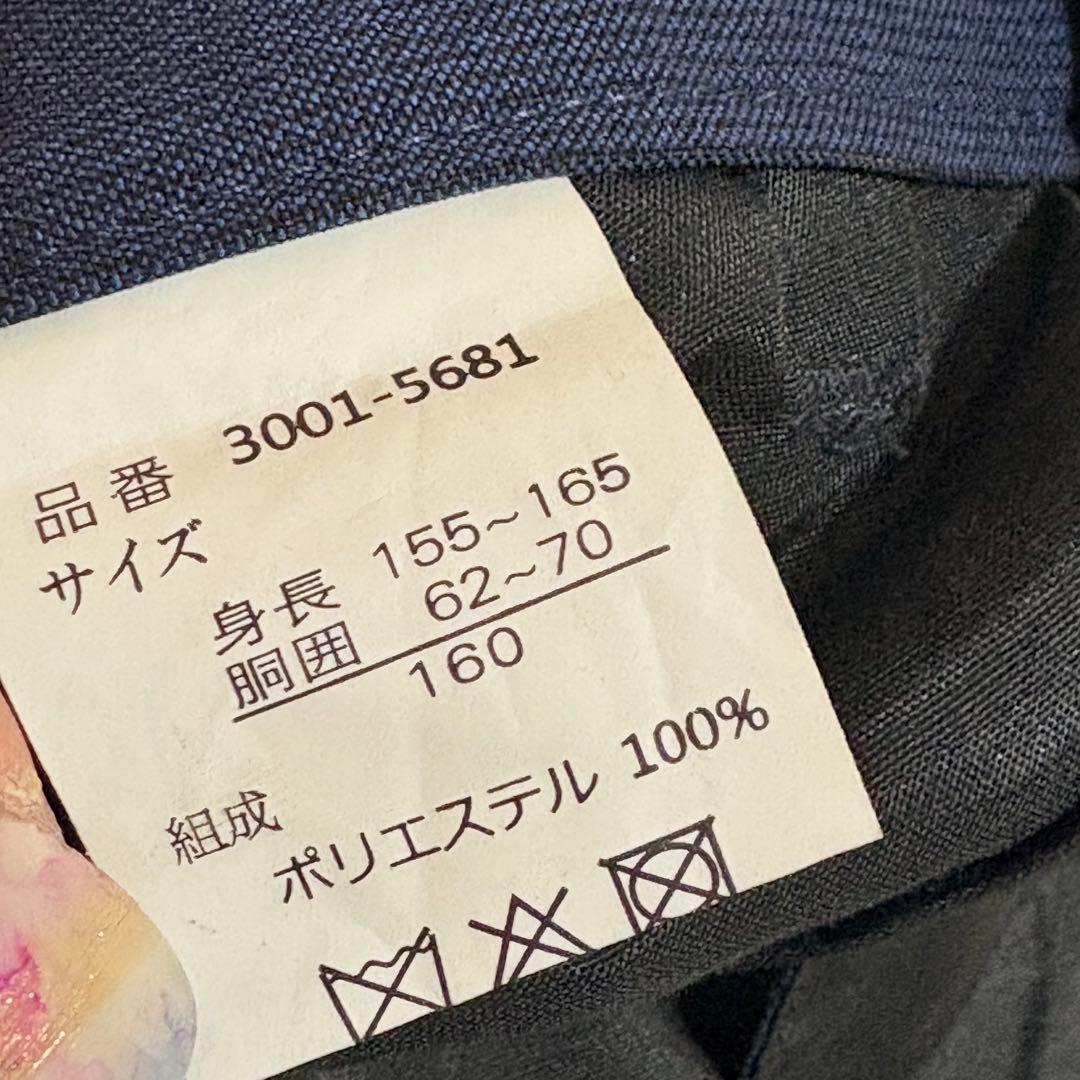 品番 3001-5681
サイズ
身長 155~165
胴囲 62~70
160
組成
ポリエステル 100%